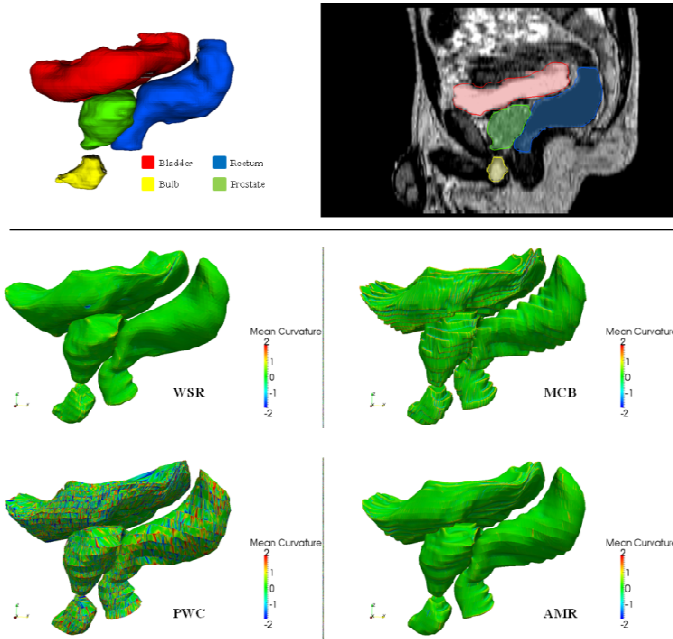 Bladder
Rectum
Bulb
Prostate
Mean Curvature
2
1
0
-1
-2
WSR
Mean Curvature
2
1
0
-1
-2
MCB
Mean Curvature
2
1
0
-1
-2
PWC
Mean Curvature
2
1
0
-1
-2
AMR